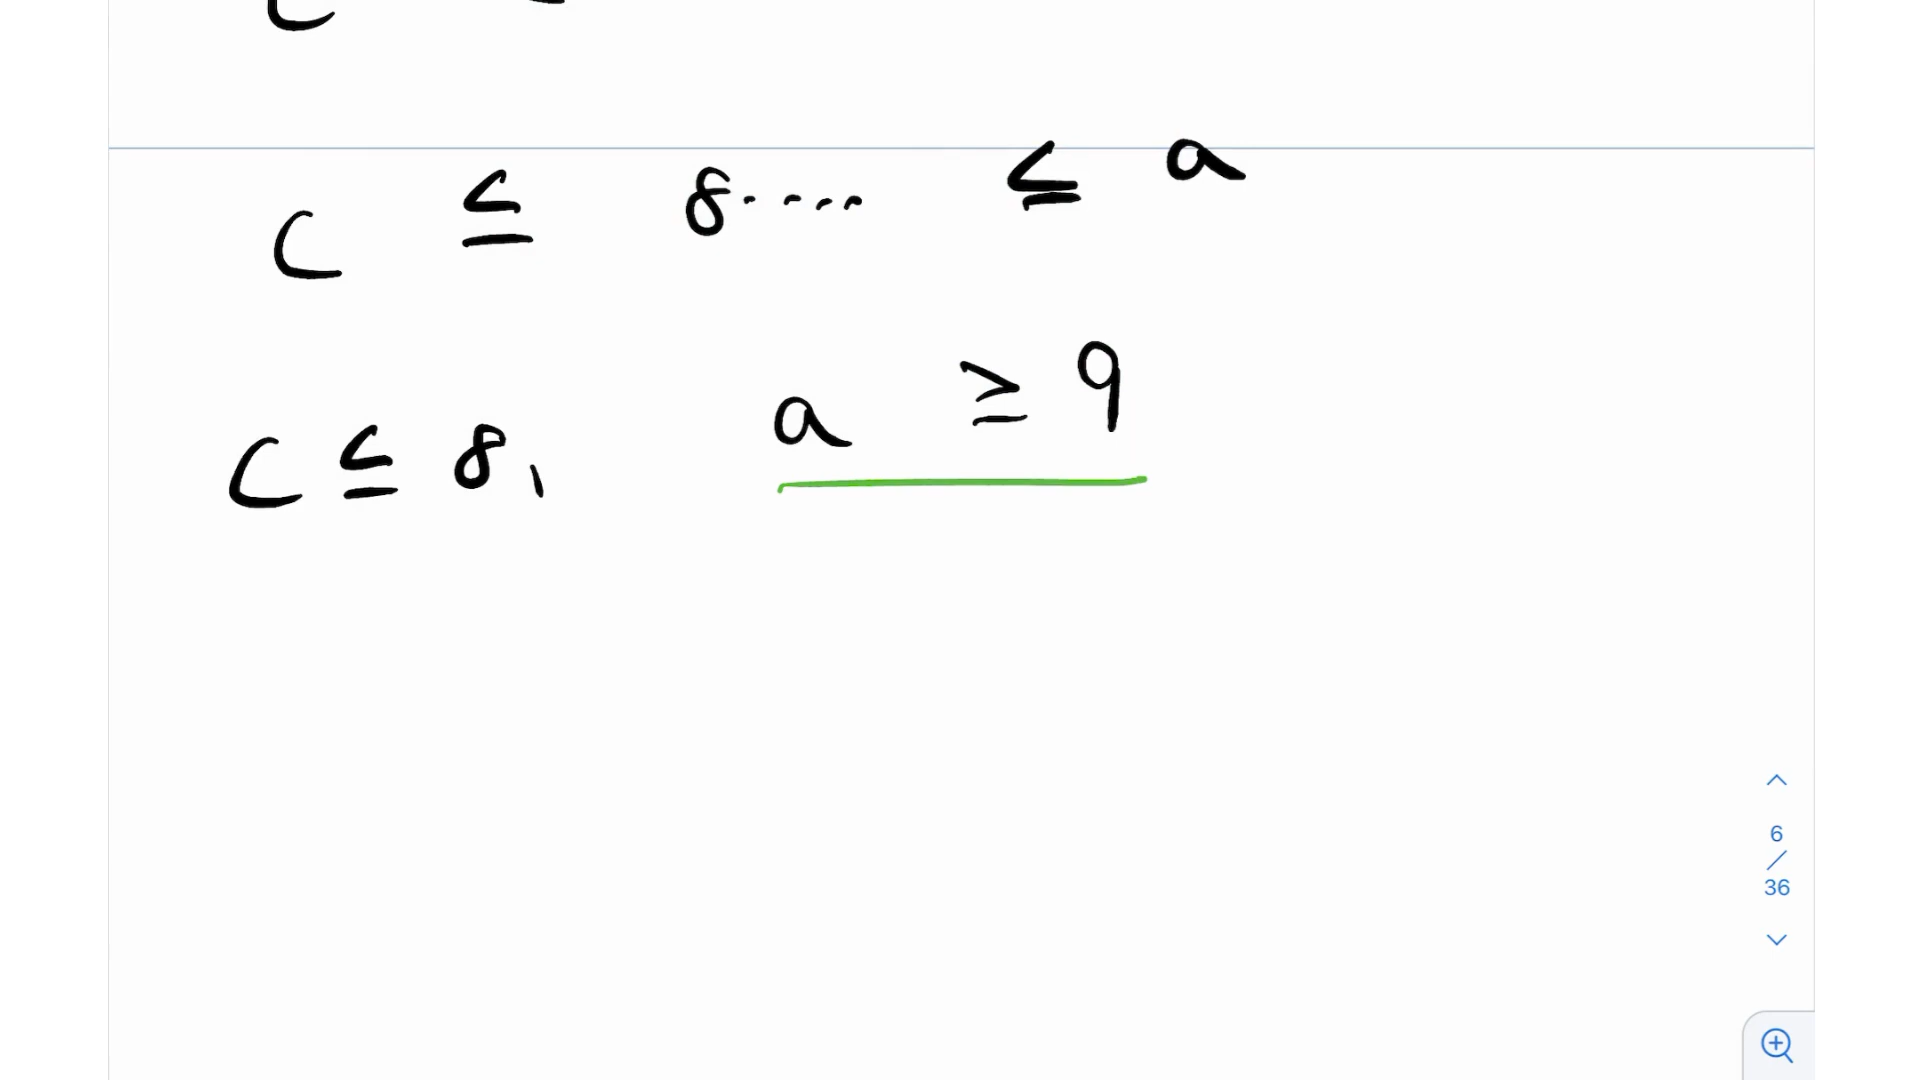 c ≤ 8..... ≤ a
c ≤ 8, a ≥ 9
6
/
36